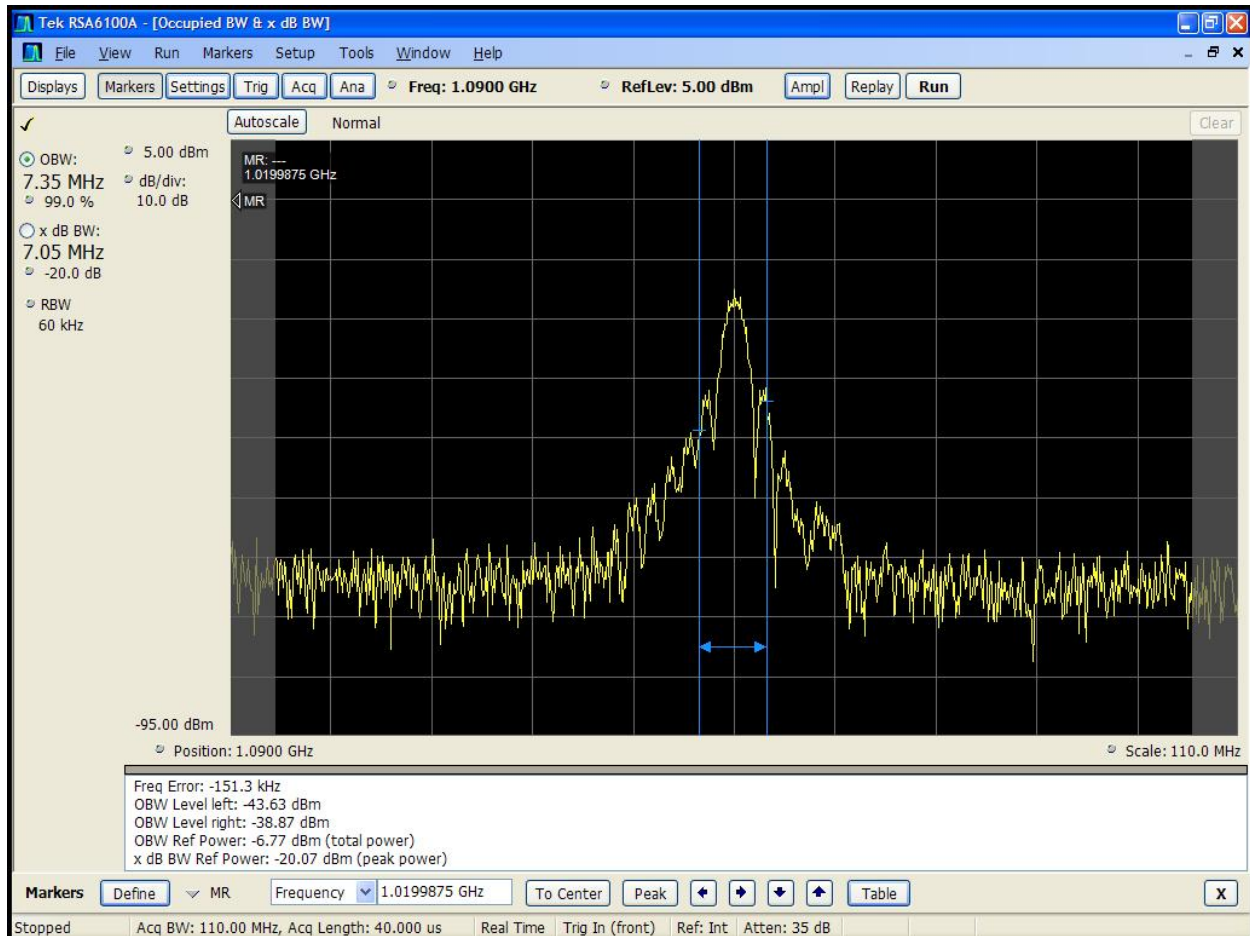 Tek RSA6100A - [Occupied BW & x dB BW]
File View Run Markers Setup Tools Window Help
Displays Markers Settings Trig Acq Ana Freq: 1.0900 GHz RefLev: 5.00 dBm Ampl Replay Run
Autoscale Normal Clear
OBW:
7.35 MHz
99.0 %
x dB BW:
7.05 MHz
-20.0 dB
RBW
60 kHz
5.00 dBm
dB/div:
10.0 dB
MR: ---
1.0199875 GHz
MR
-95.00 dBm
Position: 1.0900 GHz Scale: 110.0 MHz
Freq Error: -151.3 kHz
OBW Level left: -43.63 dBm
OBW Level right: -38.87 dBm
OBW Ref Power: -6.77 dBm (total power)
x dB BW Ref Power: -20.07 dBm (peak power)
Markers Define MR Frequency 1.0199875 GHz To Center Peak Table X
Stopped Acq BW: 110.00 MHz, Acq Length: 40.000 us Real Time Trig In (front) Ref: Int Atten: 35 dB